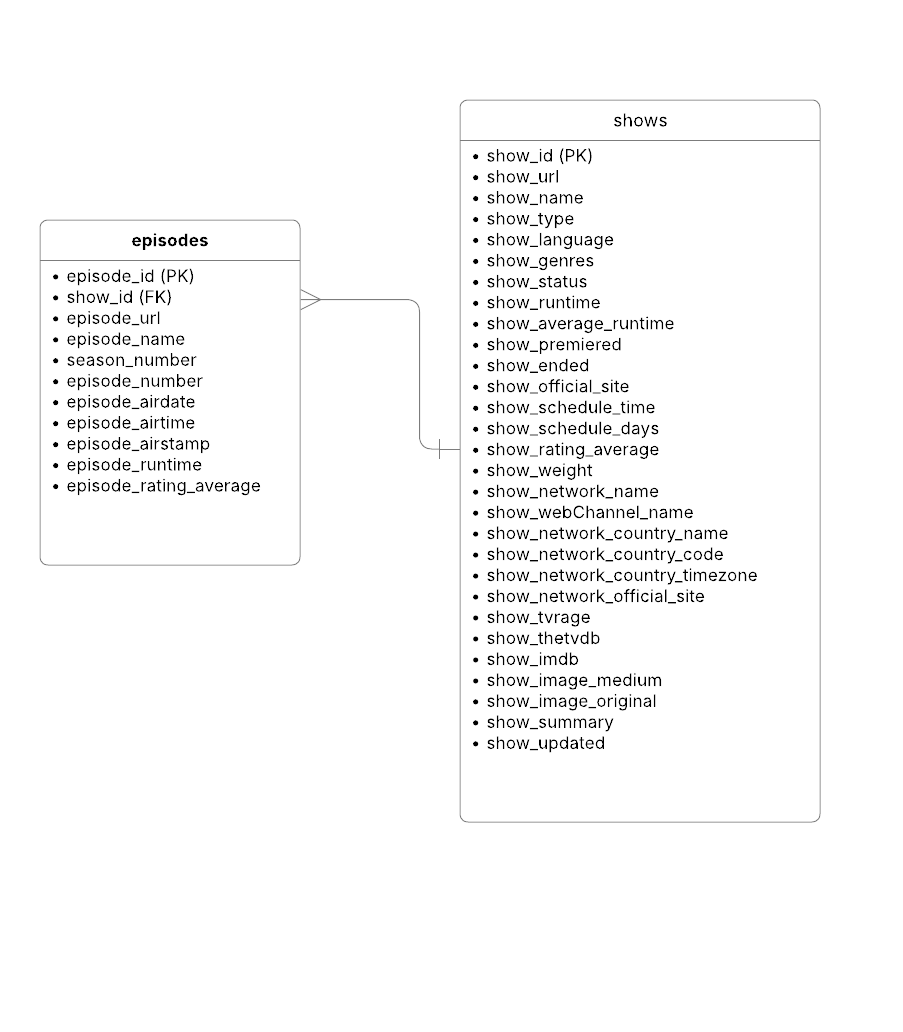 episodes
• episode_id (PK)
• show_id (FK)
• episode_url
• episode_name
• season_number
• episode_number
• episode_airdate
• episode_airtime
• episode_airstamp
• episode_runtime
• episode_rating_average
shows
• show_id (PK)
• show_url
• show_name
• show_type
• show_language
• show_genres
• show_status
• show_runtime
• show_average_runtime
• show_premiered
• show_ended
• show_official_site
• show_schedule_time
• show_schedule_days
• show_rating_average
• show_weight
• show_network_name
• show_webChannel_name
• show_network_country_name
• show_network_country_code
• show_network_country_timezone
• show_network_official_site
• show_tvrage
• show_thetvdb
• show_imdb
• show_image_medium
• show_image_original
• show_summary
• show_updated